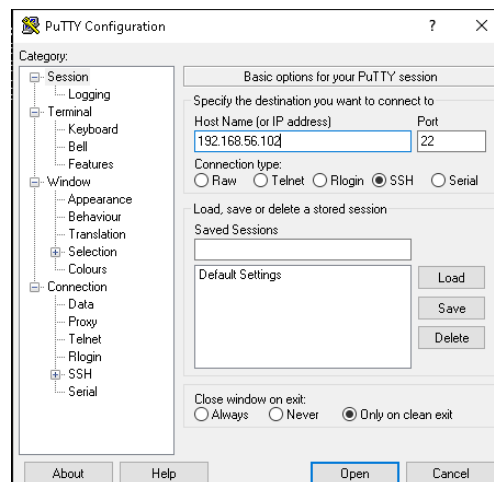 PuTTY Configuration
?
Category:
Session
Logging
Terminal
Keyboard
Bell
Features
Window
Appearance
Behaviour
Translation
Selection
Colours
Connection
Data
Proxy
Telnet
Rlogin
SSH
Serial
Basic options for your PuTTY session
Specify the destination you want to connect to
Host Name (or IP address) Port
192.168.56.102 22
Connection type:
Raw Telnet Rlogin SSH Serial
Load, save or delete a stored session
Saved Sessions
Default Settings
Load
Save
Delete
Close window on exit:
Always Never Only on clean exit
About Help Open Cancel